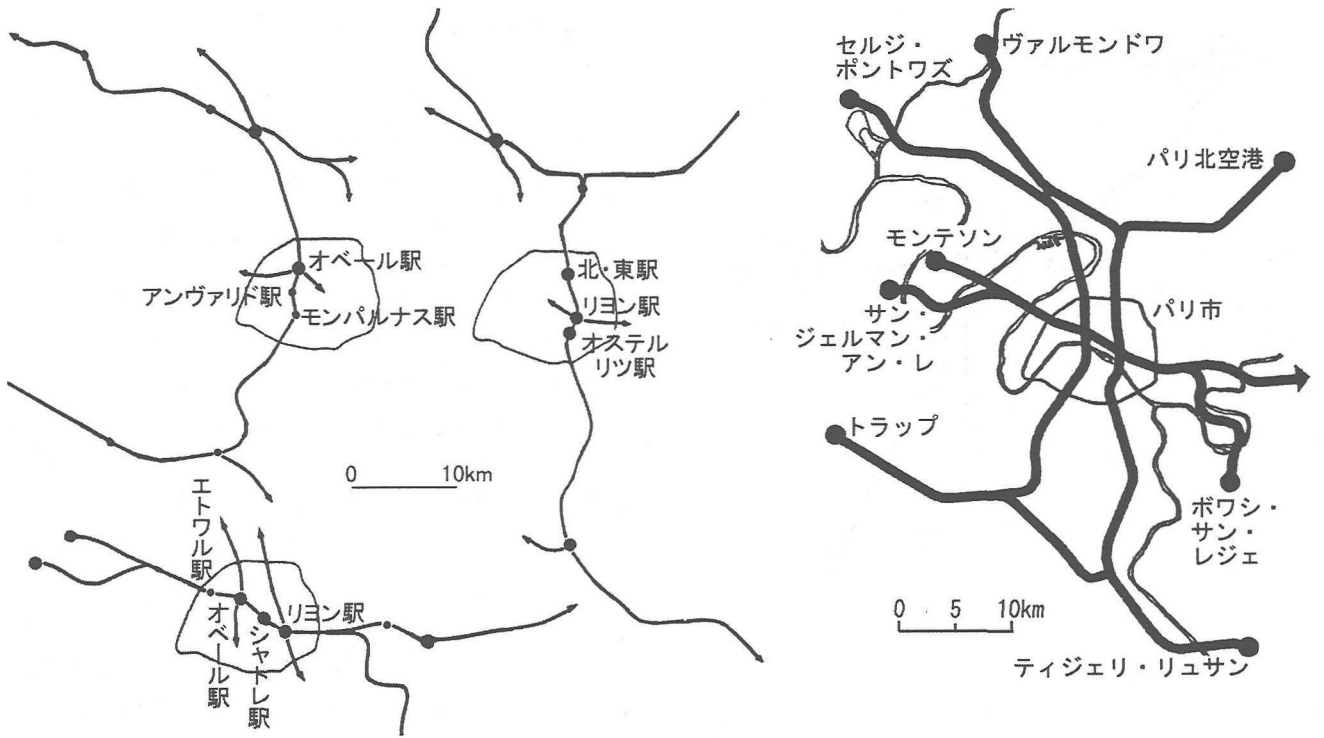 オベール駅
アンヴァリド駅
モンパルナス駅
北・東駅
リヨン駅
オステル
リツ駅
0 10km
エトワル駅
オベール駅
シャトレ駅
リヨン駅
セルジ・
ポントワズ
ヴァルモンドワ
パリ北空港
モンテソン
サン・
ジェルマン・
アン・レ
パリ市
トラップ
ボワシ・
サン・
レジェ
0 5 10km
ティジェリ・リュサン